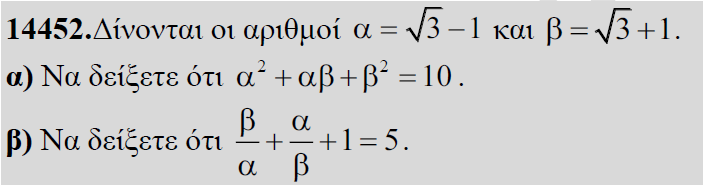 14452.Δίνονται οι αριθμοί α = √3 −1 και β = √3 +1.
α) Να δείξετε ότι α² + αβ + β² = 10 .
β) Να δείξετε ότι β/α + α/β + 1 = 5 .